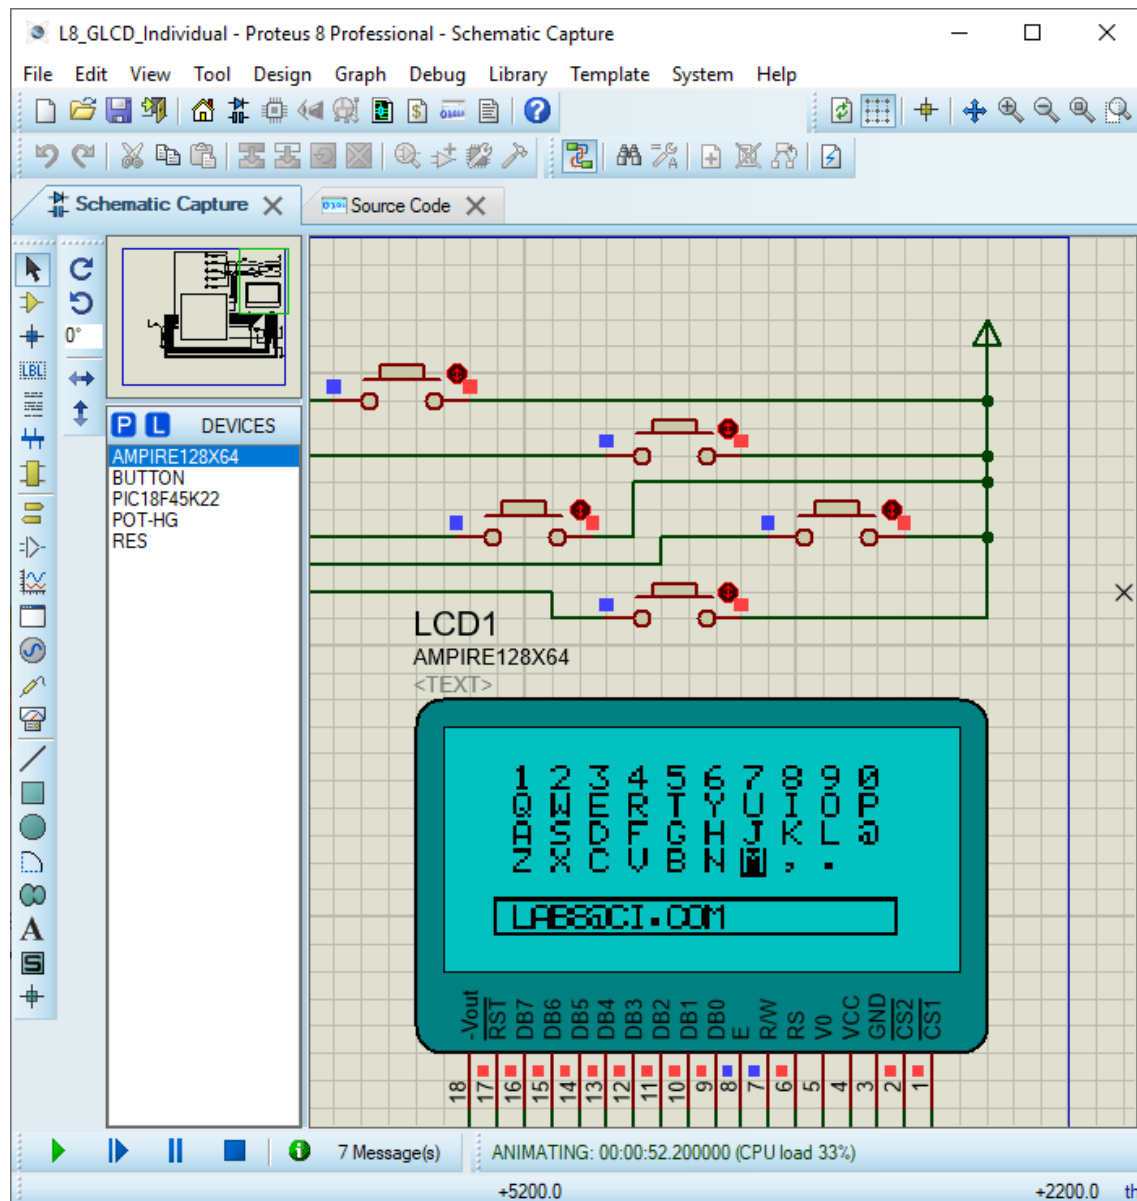 L8_GLCD_Individual - Proteus 8 Professional - Schematic Capture
File Edit View Tool Design Graph Debug Library Template System Help
Schematic Capture
Source Code
0°
LBL
P L DEVICES
AMPIRE128X64
BUTTON
PIC18F45K22
POT-HG
RES
A
S
LCD1
AMPIRE128X64
<TEXT>
1 2 3 4 5 6 7 8 9 0
Q W E R T Y U I O P
A S D F G H J K L @
Z X C V B N M , .
LAB8@CI.COM
-Vout RST DB7 DB6 DB5 DB4 DB3 DB2 DB1 DB0 E R/W RS V0 VCC GND CS2 CS1
18 17 16 15 14 13 12 11 10 9 8 7 6 5 4 3 2 1
7 Message(s)
ANIMATING: 00:00:52.200000 (CPU load 33%)
+5200.0 +2200.0 th